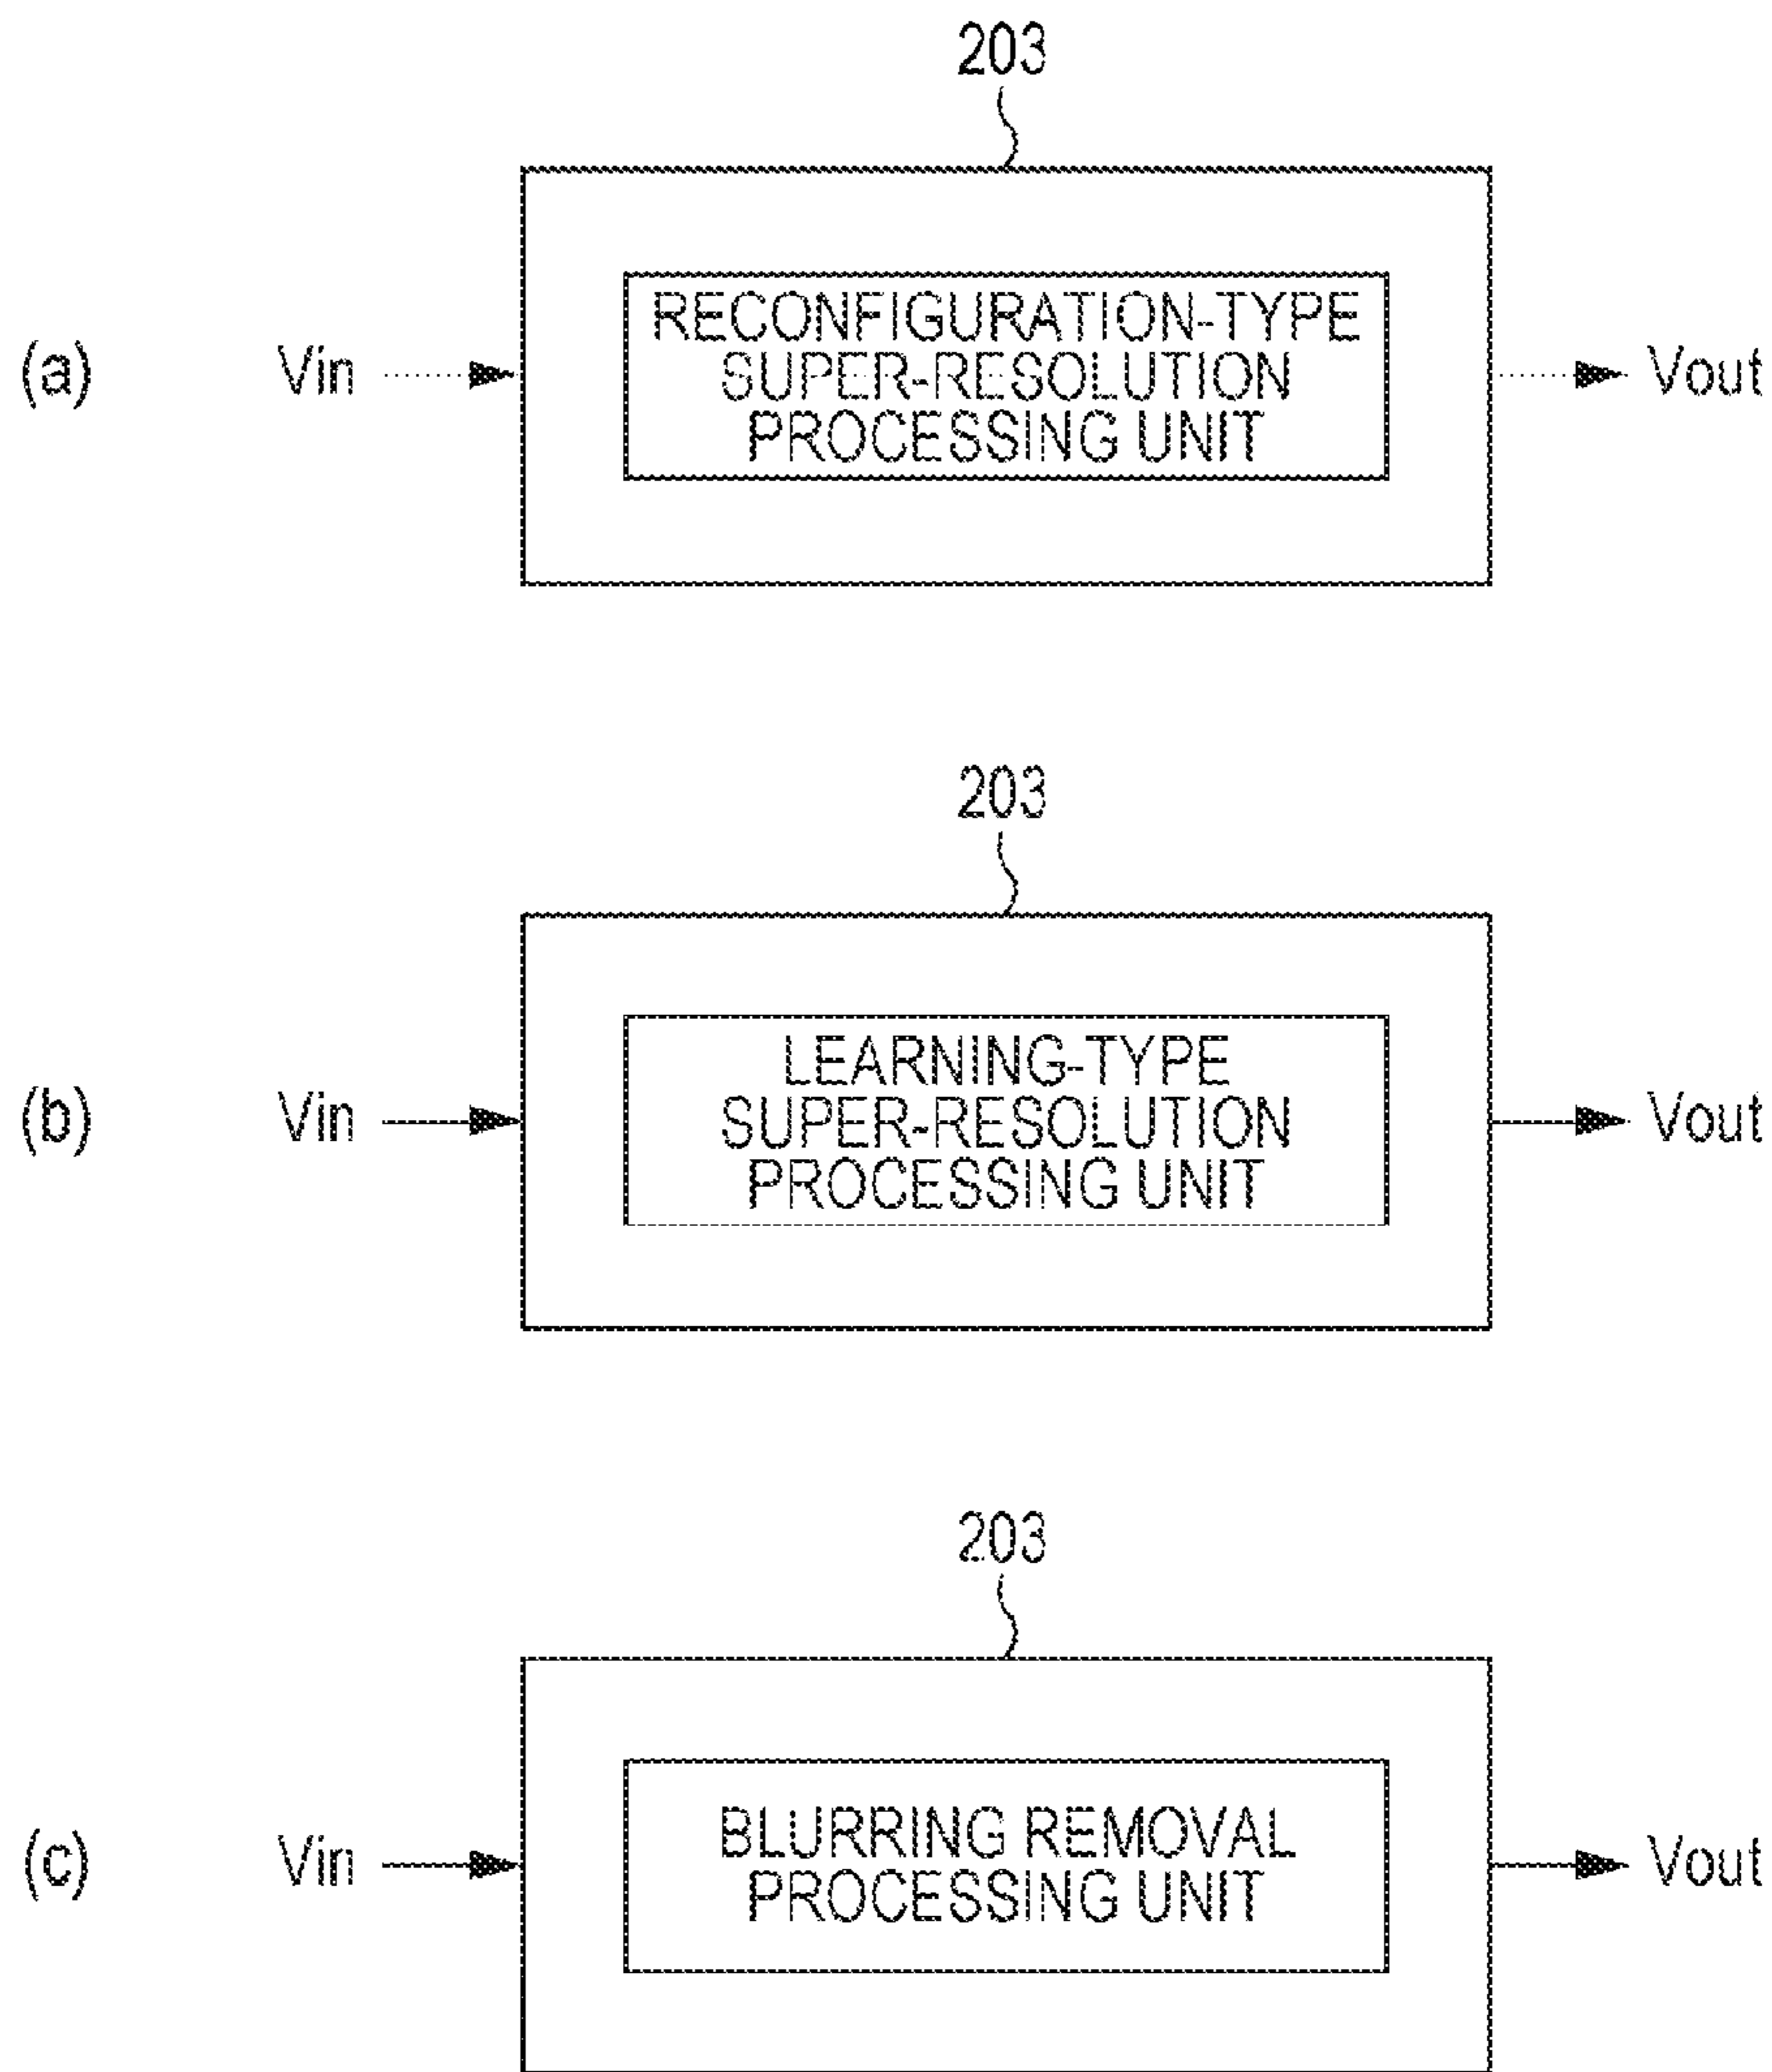 203
(a)
Vin
RECONFIGURATION-TYPE
SUPER-RESOLUTION
PROCESSING UNIT
Vout
203
(b)
Vin
LEARNING-TYPE
SUPER-RESOLUTION
PROCESSING UNIT
Vout
203
(c)
Vin
BLURRING REMOVAL
PROCESSING UNIT
Vout